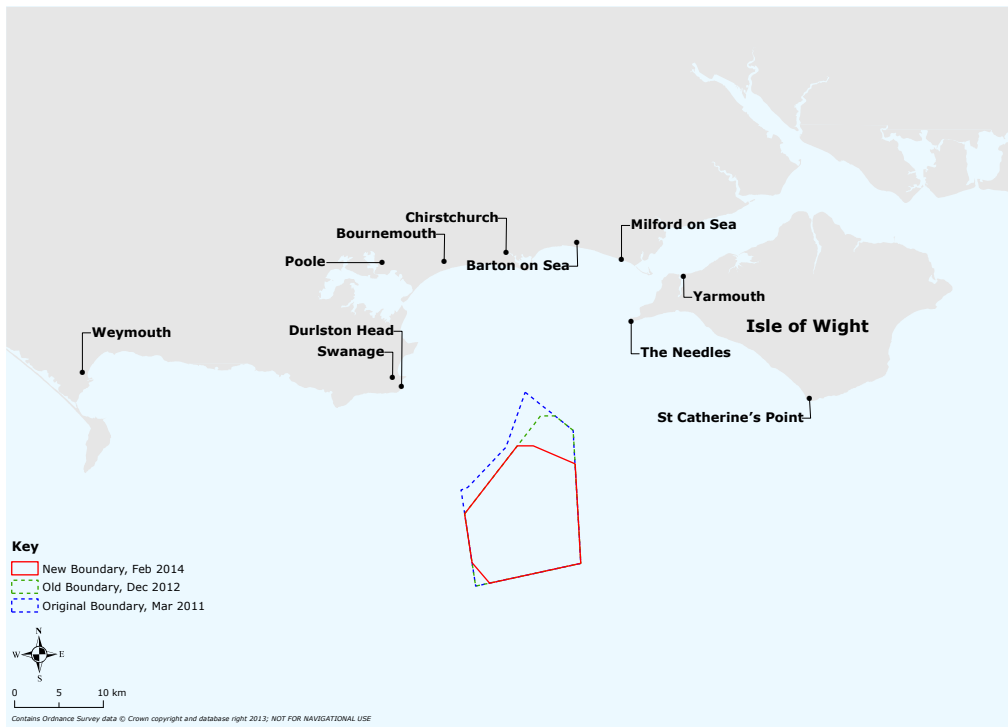 Chirstchurch
Bournemouth
Milford on Sea
Poole
Barton on Sea
Yarmouth
Weymouth
Durlston Head
Isle of Wight
Swanage
The Needles
St Catherine's Point
Key
New Boundary, Feb 2014
Old Boundary, Dec 2012
Original Boundary, Mar 2011
N
W E
S
0 5 10 km
Contains Ordnance Survey data © Crown copyright and database right 2013; NOT FOR NAVIGATIONAL USE